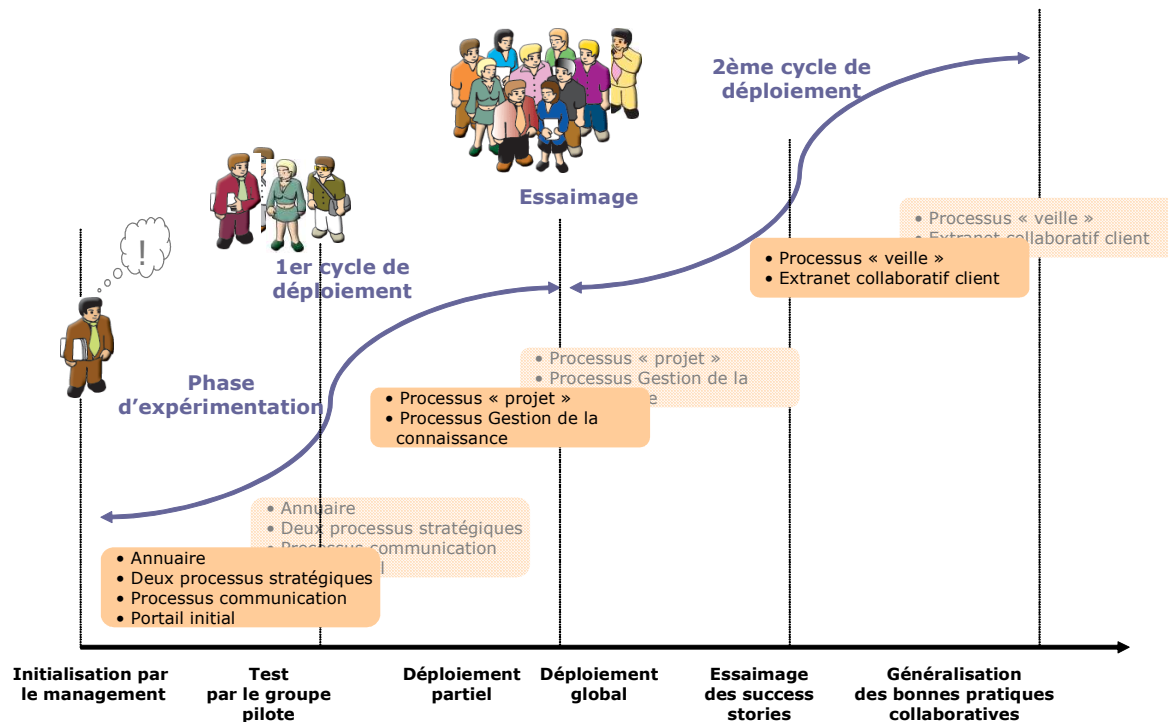 !
2ème cycle de
déploiement
Essaimage
1er cycle de
déploiement
Phase
d’expérimentation
• Processus « veille »
• Extranet collaboratif client
• Processus « veille »
• Extranet collaboratif client
• Processus « projet »
• Processus Gestion de la
• Processus « projet »
• Processus Gestion de la
connaissance
• Annuaire
• Deux processus stratégiques
• Processus communication
• Annuaire
• Deux processus stratégiques
• Processus communication
• Portail initial
Initialisation par
le management
Test
par le groupe
pilote
Déploiement
partiel
Déploiement
global
Essaimage
des success
stories
Généralisation
des bonnes pratiques
collaboratives